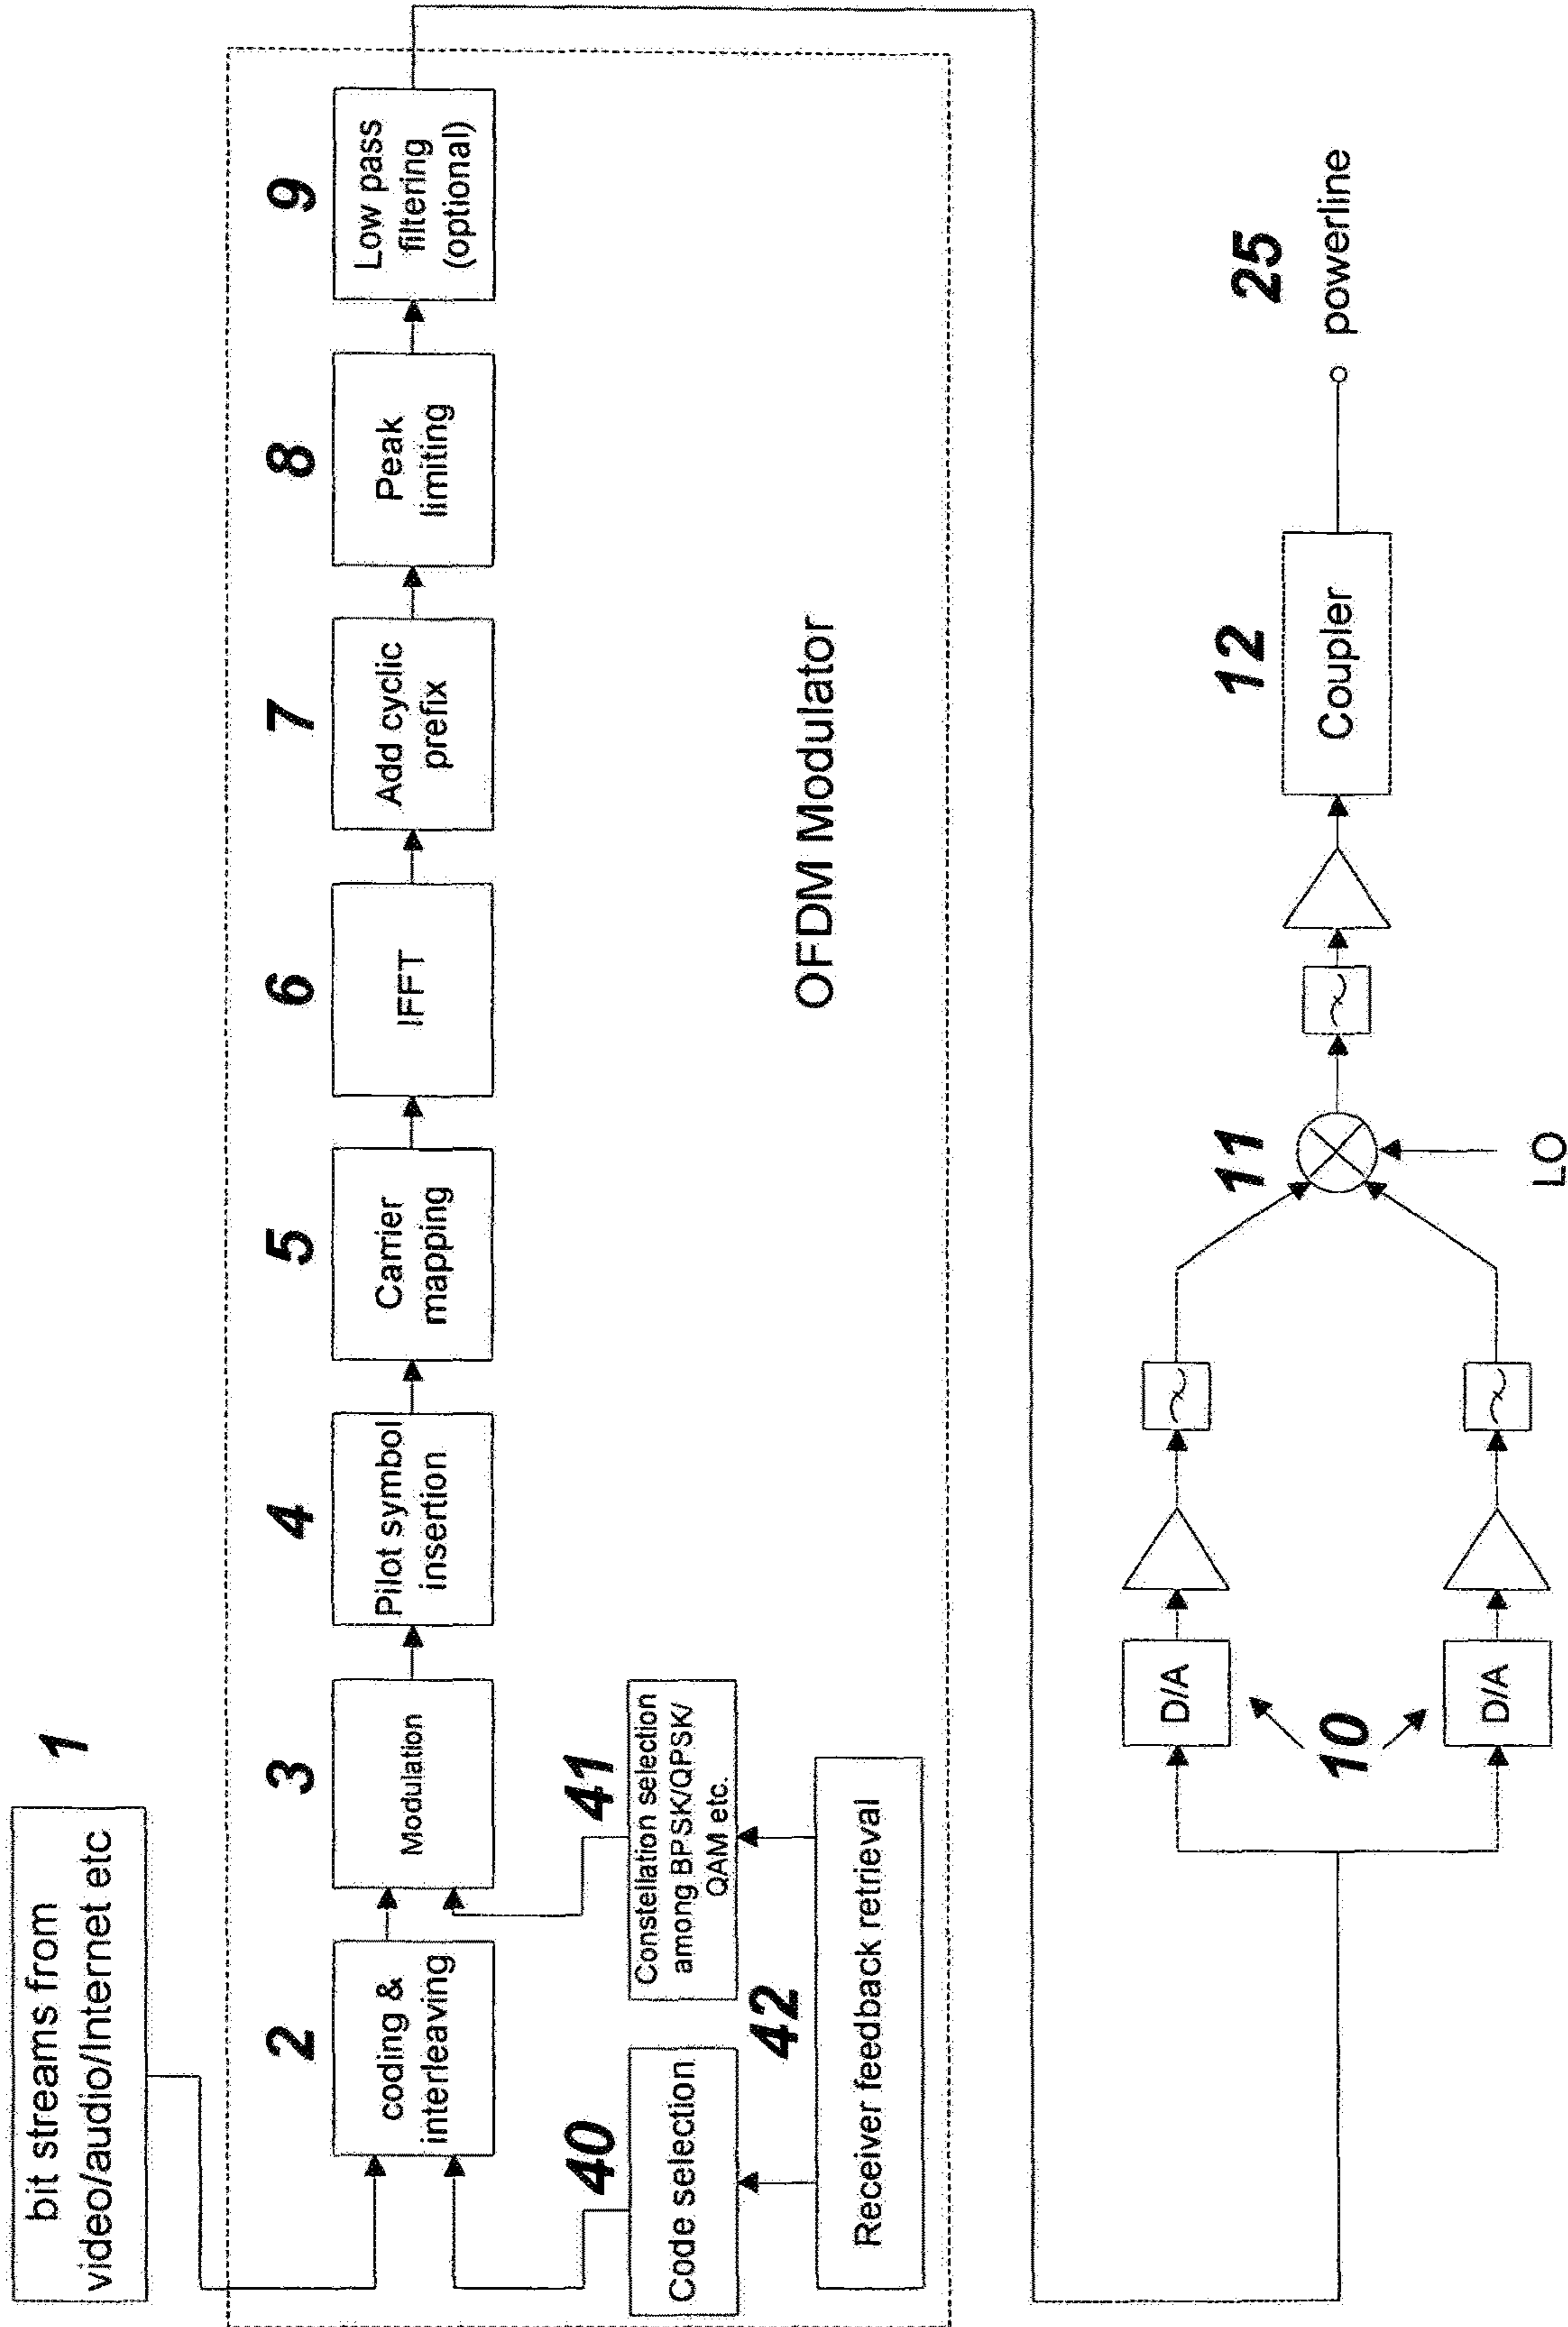 1
bit streams from
video/audio/Internet etc
2
coding &
interleaving
3
Modulation
4
Pilot symbol
insertion
5
Carrier
mapping
6
IFFT
7
Add cyclic
prefix
8
Peak
limiting
9
Low pass
filtering
(optional)
40
Code selection
41
Constellation selection
among BPSK/QPSK/
QAM etc.
42
Receiver feedback retrieval
OFDM Modulator
D/A
10
D/A
11
LO
12
Coupler
25
powerline